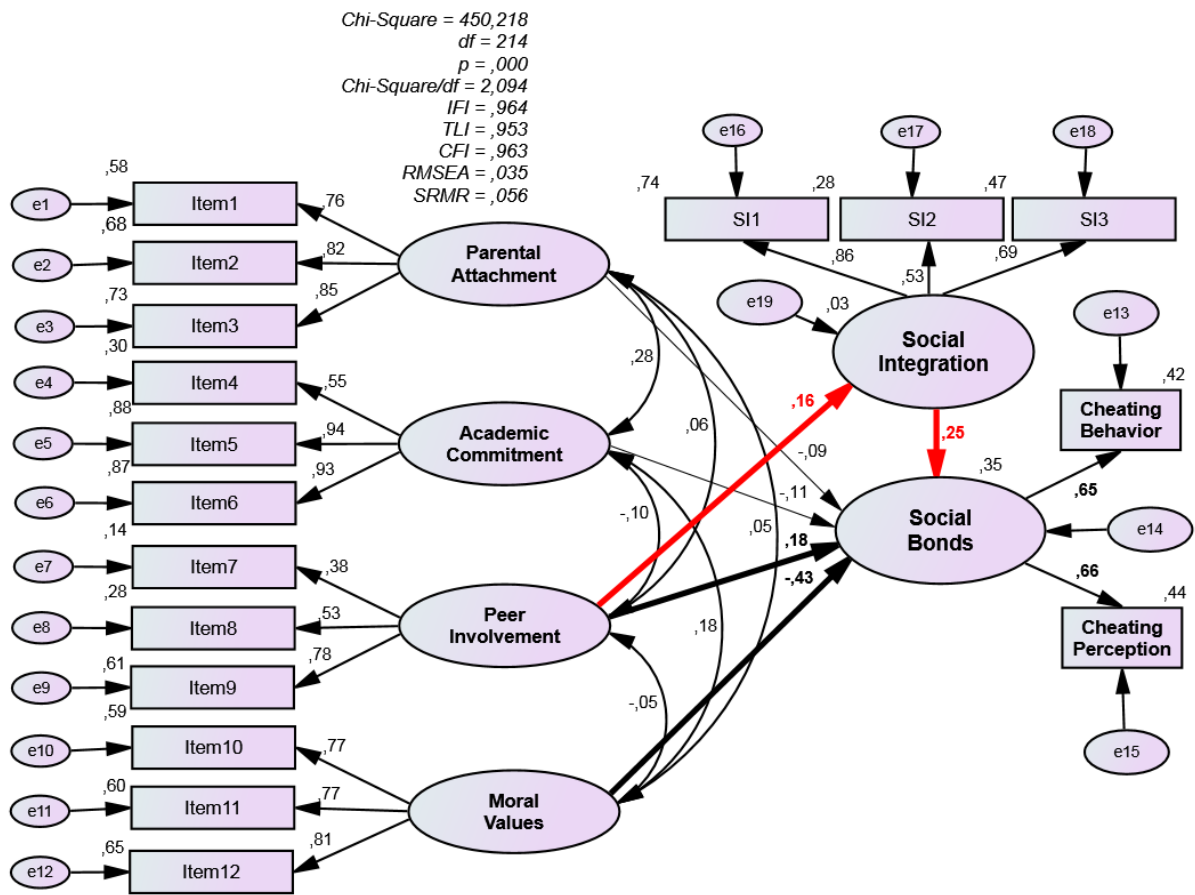 Chi-Square = 450,218
df = 214
p = ,000
Chi-Square/df = 2,094
IFI = ,964
TLI = ,953
CFI = ,963
RMSEA = ,035
SRMR = ,056
e16
e17
e18
,74
,28
,47
SI1
SI2
SI3
,86
,53
,69
e19
,03
Social
Integration
e13
,42
Cheating
Behavior
,58
e1
Item1
,76
,68
e2
Item2
,82
,73
e3
Item3
,85
Parental
Attachment
,30
e4
Item4
,55
,88
e5
Item5
,94
,87
e6
Item6
,93
Academic
Commitment
,14
e7
Item7
,38
,28
e8
Item8
,53
,61
e9
Item9
,78
Peer
Involvement
,59
e10
Item10
,77
,60
e11
Item11
,77
,65
e12
Item12
,81
Moral
Values
,28
,06
-,10
,05
,18
-,05
,16
,25
-,09
-,11
,18
-,43
,35
Social
Bonds
,65
e14
,66
,44
Cheating
Perception
e15